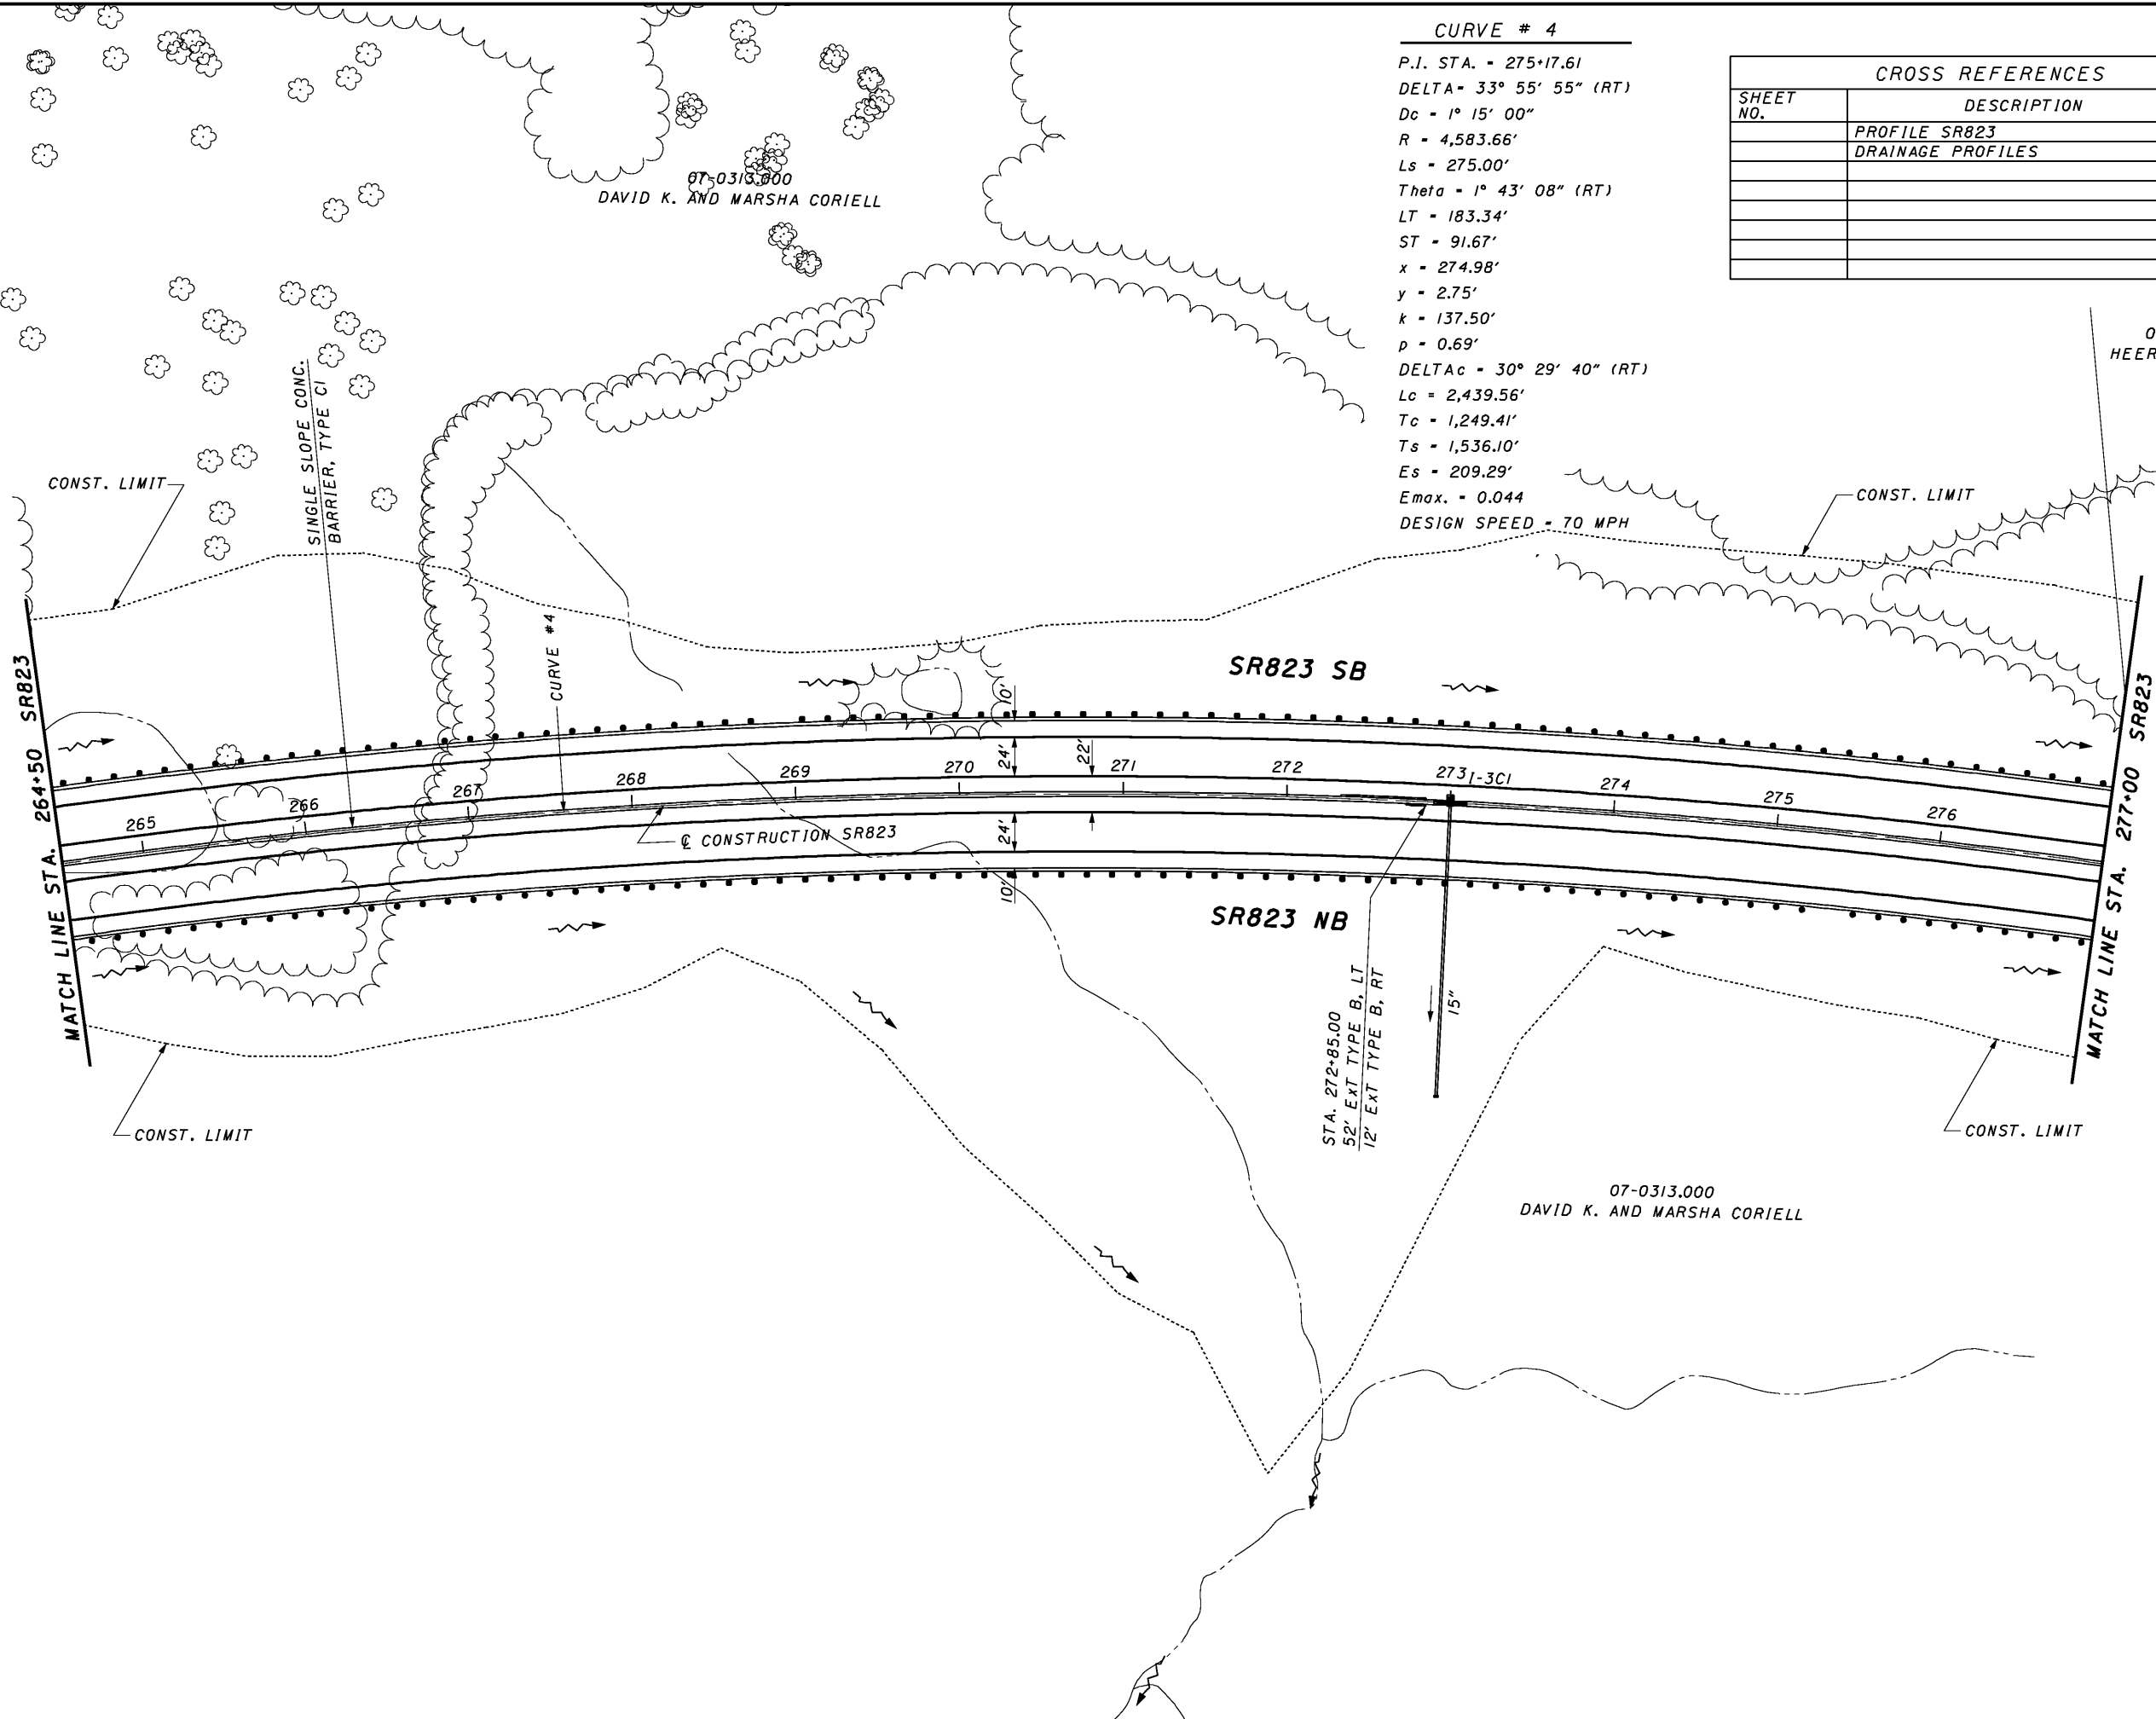 CURVE # 4
P.I. STA. = 275+17.61
DELTA= 33° 55' 55" (RT)
Dc = 1° 15' 00"
R = 4,583.66'
Ls = 275.00'
Theta = 1° 43' 08" (RT)
LT = 183.34'
ST = 91.67'
x = 274.98'
y = 2.75'
k = 137.50'
p = 0.69'
DELTAc = 30° 29' 40" (RT)
Lc = 2,439.56'
Tc = 1,249.41'
Ts = 1,536.10'
Es = 209.29'
Emax. = 0.044
DESIGN SPEED = 70 MPH
CROSS REFERENCES
SHEET NO.
DESCRIPTION
PROFILE SR823
DRAINAGE PROFILES
07-0313.000
DAVID K. AND MARSHA CORIELL
HEER
CONST. LIMIT
SINGLE SLOPE CONC.
BARRIER, TYPE C1
CONST. LIMIT
CURVE #4
SR823 SB
MATCH LINE STA. 264+50 SR823
265
266
267
268
269
270
271
272
273
274
275
276
I-3C1
10'
24'
22'
24'
10'
℄ CONSTRUCTION SR823
SR823 NB
MATCH LINE STA. 277+00 SR823
STA. 272+85.00
52' EXT TYPE B, LT
12' EXT TYPE B, RT
15"
CONST. LIMIT
CONST. LIMIT
07-0313.000
DAVID K. AND MARSHA CORIELL